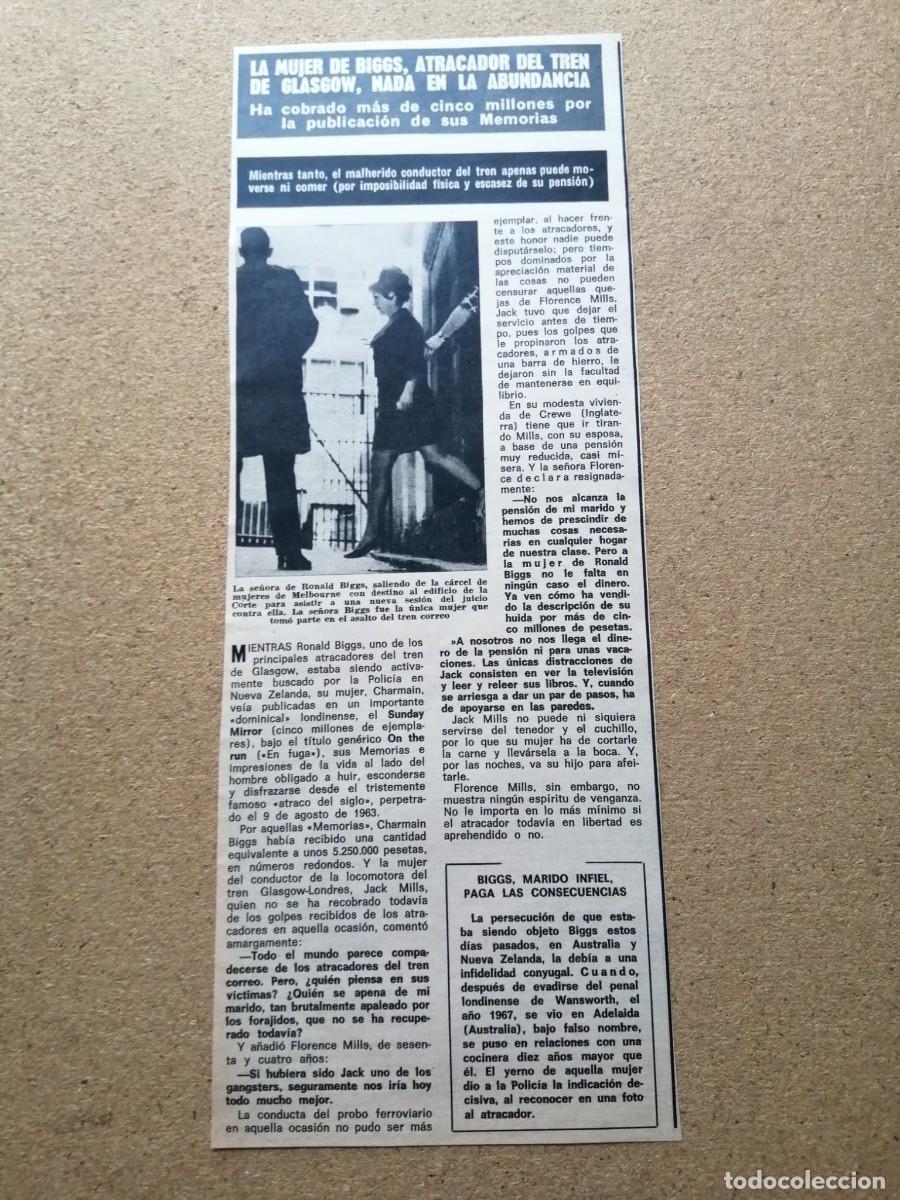 LA MUJER DE BIGGS, ATRACADOR DEL TREN
DE GLASGOW, NADA EN LA ABUNDANCIA
Ha cobrado más de cinco millones por
la publicación de sus Memorias
Mientras tanto, el malherido conductor del tren apenas puede mo-
verse ni comer (por imposibilidad física y escasez de su pensión)
La señora de Ronald Biggs, saliendo de la cárcel de
mujeres de Melbourne con destino al edificio de la
Corte para asistir a una nueva sesión del juicio
contra ella. La señora Biggs fue la única mujer que
tomó parte en el asalto del tren correo
MIENTRAS Ronald Biggs, uno de los
principales atracadores del tren
de Glasgow, estaba siendo activa-
mente buscado por la Policía en
Nueva Zelanda, su mujer, Charmain,
veía publicadas en un importante
«dominical» londinense, el Sunday
Mirror (cinco millones de ejempla-
res), bajo el título genérico On the
run («En fuga»), sus Memorias e
impresiones de la vida al lado del
hombre obligado a huir, esconderse
y disfrazarse desde el tristemente
famoso «atraco del siglo», perpetra-
do el 9 de agosto de 1963.
Por aquellas «Memorias», Charmain
Biggs había recibido una cantidad
equivalente a unos 5.250.000 pesetas,
en números redondos. Y la mujer
del conductor de la locomotora del
tren Glasgow-Londres, Jack Mills,
quien no se ha recobrado todavía
de los golpes recibidos de los atra-
cadores en aquella ocasión, comentó
amargamente:
—Todo el mundo parece compa-
decerse de los atracadores del tren
correo. Pero, ¿quién piensa en sus
víctimas? ¿Quién se apena de mi
marido, tan brutalmente apaleado por
los forajidos, que no se ha recupe-
rado todavía?
Y añadió Florence Mills, de sesen-
ta y cuatro años:
—Si hubiera sido Jack uno de los
gangsters, seguramente nos iría hoy
todo mucho mejor.
La conducta del probo ferroviario
en aquella ocasión no pudo ser más
ejemplar, al hacer fren-
te a los atracadores, y
este honor nadie puede
disputárselo; pero tiem-
pos dominados por la
apreciación material de
las cosas no pueden
censurar aquellas que-
jas de Florence Mills.
Jack tuvo que dejar el
servicio antes de tiem-
po, pues los golpes que
le propinaron los atra-
cadores, armados de
una barra de hierro, le
dejaron sin la facultad
de mantenerse en equi-
librio.
En su modesta vivien-
da de Crewe (Inglate-
rra) tiene que ir tiran-
do Mills, con su esposa,
a base de una pensión
muy reducida, casi mí-
sera. Y la señora Floren-
ce declara resignada-
mente:
—No nos alcanza la
pensión de mi marido y
hemos de prescindir de
muchas cosas necesa-
rias en cualquier hogar
de nuestra clase. Pero a
la mujer de Ronald
Biggs no le falta en
ningún caso el dinero.
Ya ven cómo ha vendi-
do la descripción de su
huida por más de cin-
co millones de pesetas.
»A nosotros no nos llega el dine-
ro de la pensión ni para unas vaca-
ciones. Las únicas distracciones de
Jack consisten en ver la televisión
y leer y releer sus libros. Y, cuando
se arriesga a dar un par de pasos, ha
de apoyarse en las paredes.
Jack Mills no puede ni siquiera
servirse del tenedor y el cuchillo,
por lo que su mujer ha de cortarle
la carne y llevársela a la boca. Y,
por las noches, va su hijo para afei-
tarle.
Florence Mills, sin embargo, no
muestra ningún espíritu de venganza.
No le importa en lo más mínimo si
el atracador todavía en libertad es
aprehendido o no.
BIGGS, MARIDO INFIEL,
PAGA LAS CONSECUENCIAS
La persecución de que esta-
ba siendo objeto Biggs estos
días pasados, en Australia y
Nueva Zelanda, la debía a una
infidelidad conyugal. Cuando,
después de evadirse del penal
londinense de Wansworth, el
año 1967, se vio en Adelaida
(Australia), bajo falso nombre,
se puso en relaciones con una
cocinera diez años mayor que
él. El yerno de aquella mujer
dio a la Policía la indicación de-
cisiva, al reconocer en una foto
al atracador.
todocoleccion